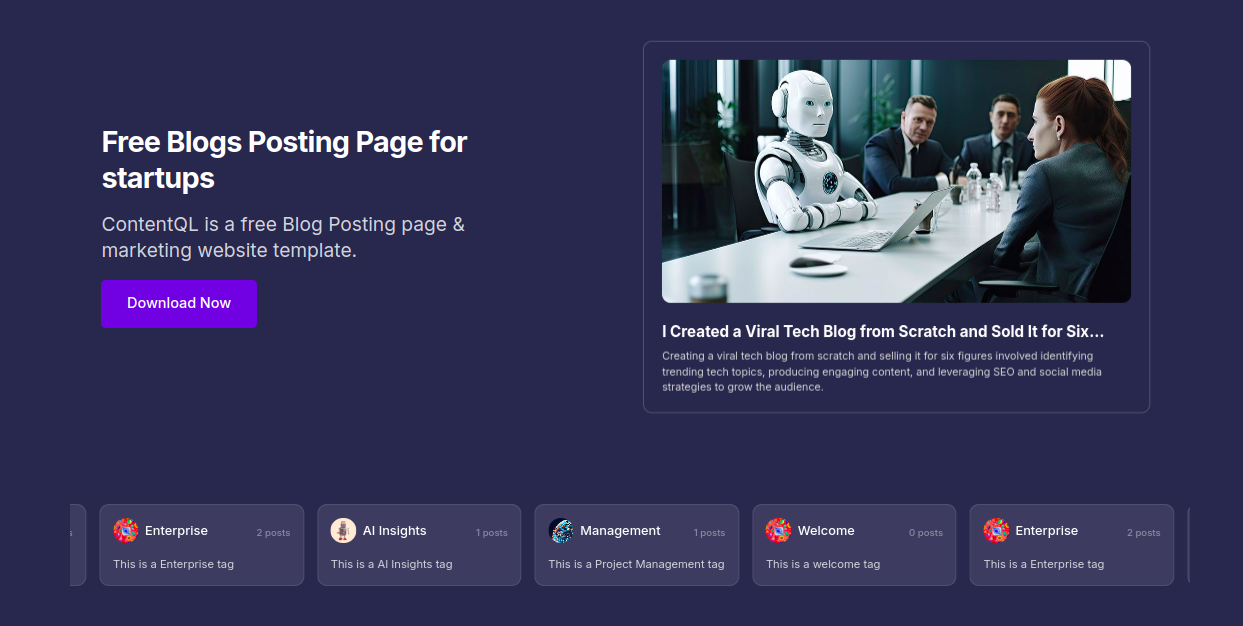 Free Blogs Posting Page for
startups
ContentQL is a free Blog Posting page &
marketing website template.
Download Now
I Created a Viral Tech Blog from Scratch and Sold It for Six...
Creating a viral tech blog from scratch and selling it for six figures involved identifying
trending tech topics, producing engaging content, and leveraging SEO and social media
strategies to grow the audience.
s
Enterprise
2 posts
This is a Enterprise tag
AI Insights
1 posts
This is a AI Insights tag
Management
1 posts
This is a Project Management tag
Welcome
0 posts
This is a welcome tag
Enterprise
2 posts
This is a Enterprise tag